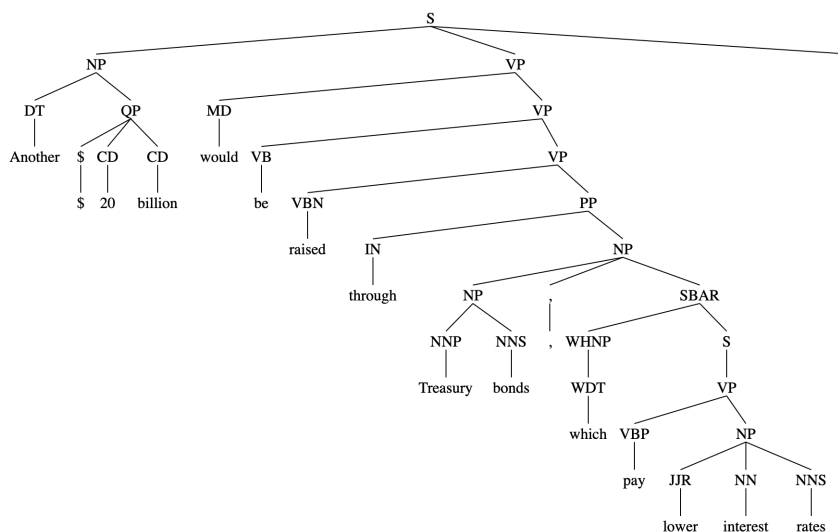 S
NP VP
DT QP MD VP
Another $ CD CD would VB VP
$ 20 billion be VBN PP
raised IN NP
through NP , SBAR
NNP NNS , WHNP S
Treasury bonds WDT VP
which VBP NP
pay JJR NN NNS
lower interest rates